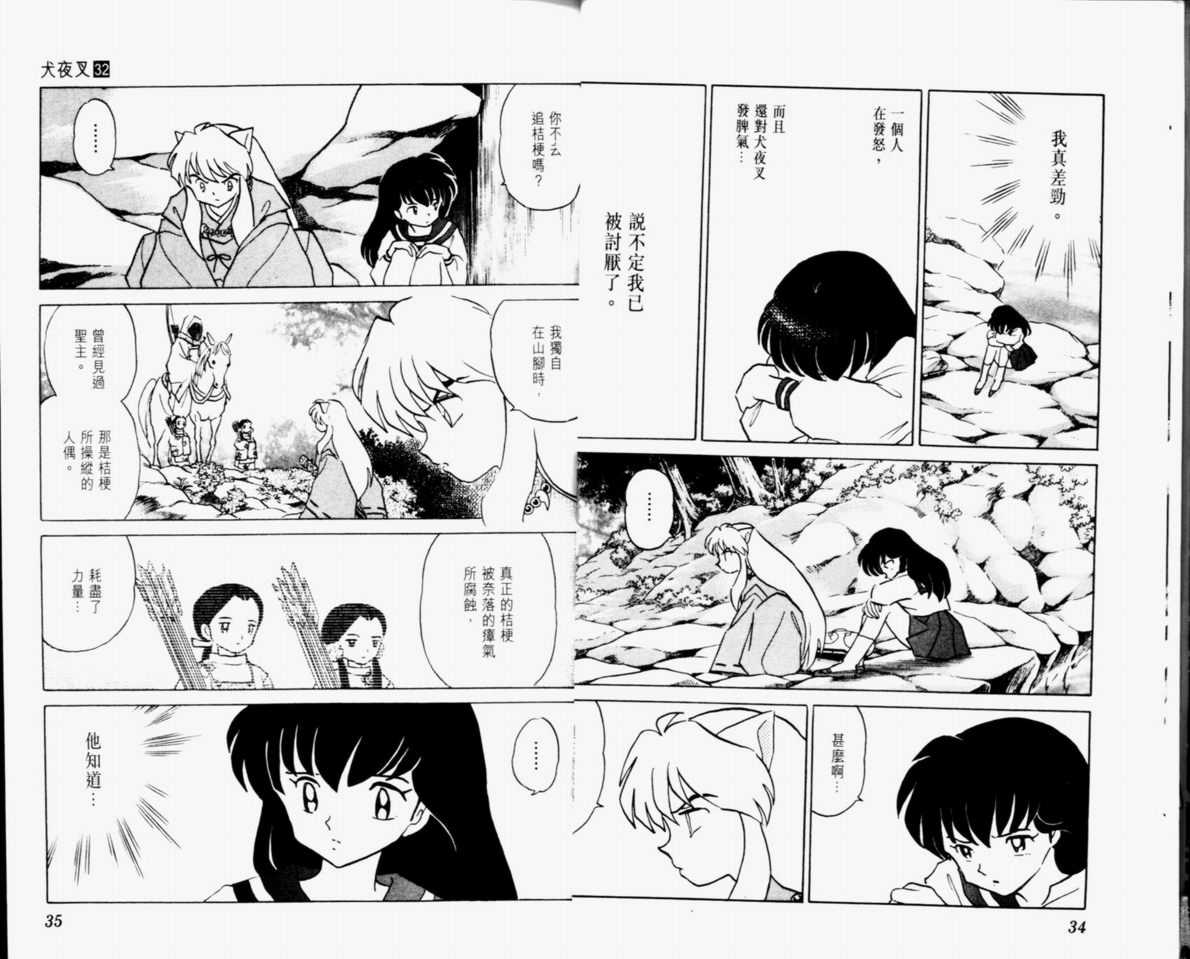 犬夜叉32
我真差勁。
一個人
在發怒，
而且
還對犬夜叉
發脾氣…
說不定我已
被討厭了。
……
甚麼啊…
……
34
你不去
追桔梗嗎？
……
我獨自
在山腳時，
曾經見過
聖主。
那是桔梗
所操縱的
人偶。
真正的桔梗
被奈落的瘴氣
所腐蝕，
耗盡了
力量…
……
他知道…
35